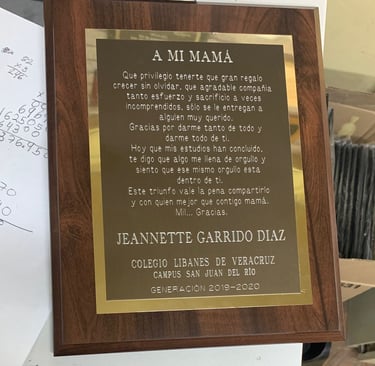 A MI MAMÁ
Que privilegio tenerte que gran regalo
crecer sin olvidar, que agradable compañia
tanto esfuerzo y sacrificio a veces
incomprendidos, sólo se le entregan a
alguien muy querido.
Gracias por darme tanto de todo y
darme todo de ti.
Hoy que mis estudios han concluido,
te digo que algo me llena de orgullo y
siento que ese mismo orgullo esta
dentro de ti.
Este triunfo vale la pena compartirlo
y con quien mejor que contigo mamá.
Mil... Gracias.
JEANNETTE GARRIDO DIAZ
COLEGIO LIBANES DE VERACRUZ
CAMPUS SAN JUAN DEL RÍO
GENERACIÓN 2019-2020